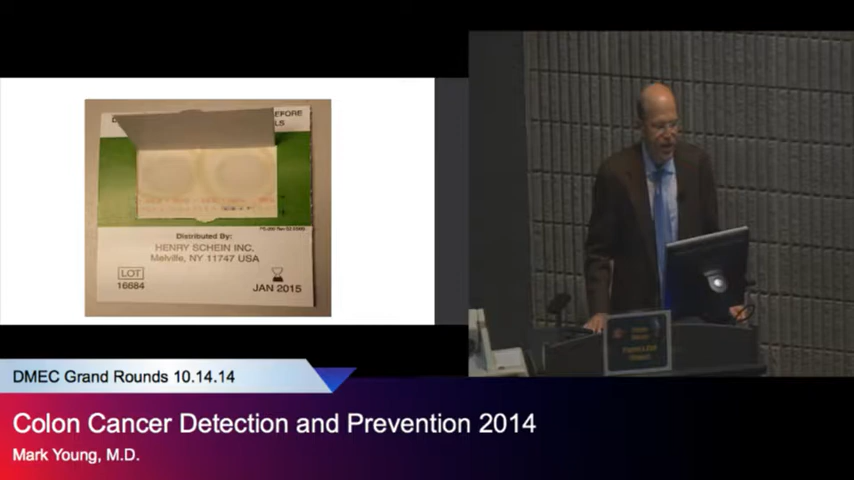 EFORE
LS
Distributed By:
HENRY SCHEIN INC.
Melville, NY 11747 USA
LOT
16684
JAN 2015
DMEC Grand Rounds 10.14.14
Colon Cancer Detection and Prevention 2014
Mark Young, M.D.